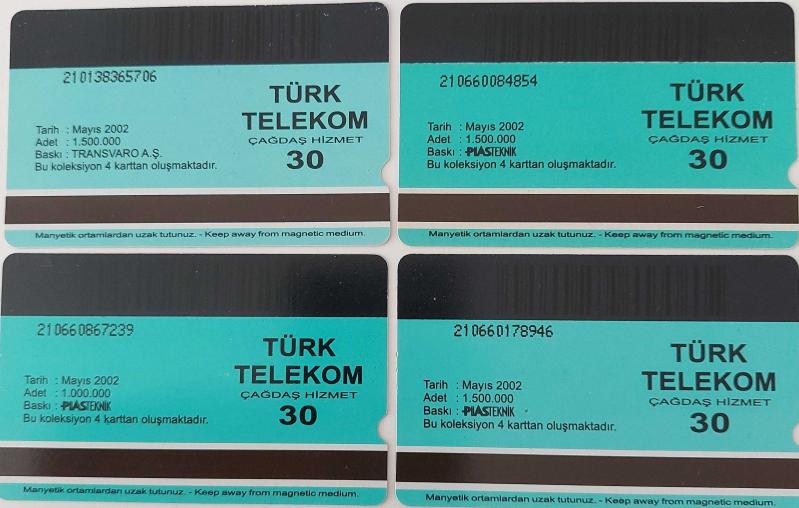 210138365706
TÜRK
TELEKOM
ÇAĞDAŞ HİZMET
30
Tarih : Mayıs 2002
Adet : 1.500.000
Baskı : TRANSVARO A.Ş.
Bu koleksiyon 4 karttan oluşmaktadır.
Manyetik ortamlardan uzak tutunuz. - Keep away from magnetic medium.
210660084854
TÜRK
TELEKOM
ÇAĞDAŞ HİZMET
30
Tarih : Mayıs 2002
Adet : 1.500.000
Baskı : PLASTEKNİK
Bu koleksiyon 4 karttan oluşmaktadır.
Manyetik ortamlardan uzak tutunuz. - Keep away from magnetic medium.
210660867239
TÜRK
TELEKOM
ÇAĞDAŞ HİZMET
30
Tarih : Mayıs 2002
Adet : 1.000.000
Baskı : PLASTEKNİK
Bu koleksiyon 4 karttan oluşmaktadır.
Manyetik ortamlardan uzak tutunuz. - Keep away from magnetic medium.
210660178946
TÜRK
TELEKOM
ÇAĞDAŞ HİZMET
30
Tarih : Mayıs 2002
Adet : 1.500.000
Baskı : PLASTEKNİK
Bu koleksiyon 4 karttan oluşmaktadır.
Manyetik ortamlardan uzak tutunuz. - Keep away from magnetic medium.